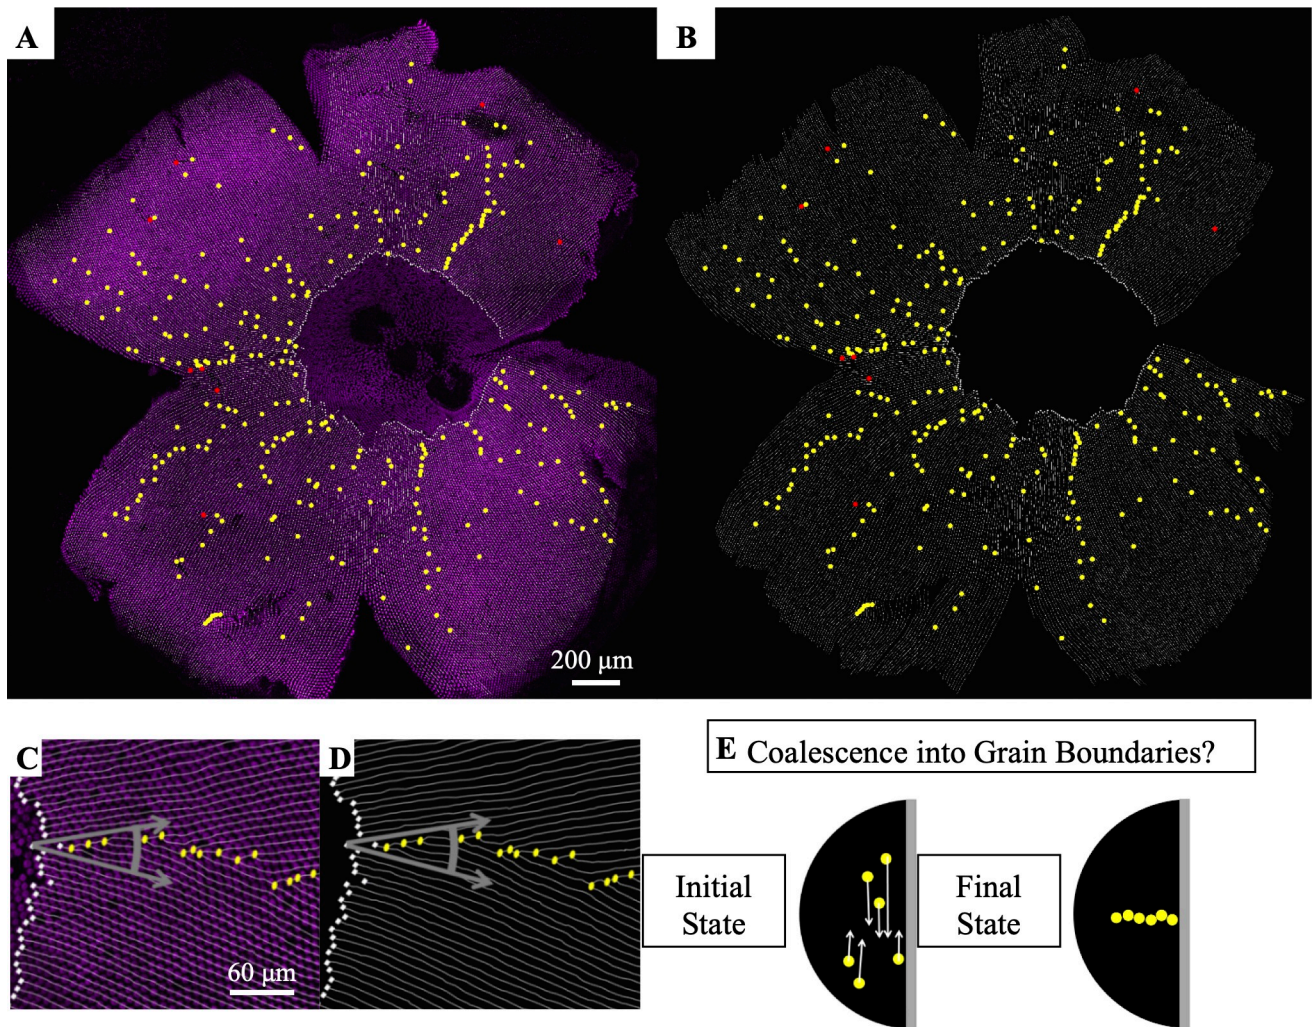 A
B
200 μm
C
D
60 μm
E Coalescence into Grain Boundaries?
Initial
State
Final
State